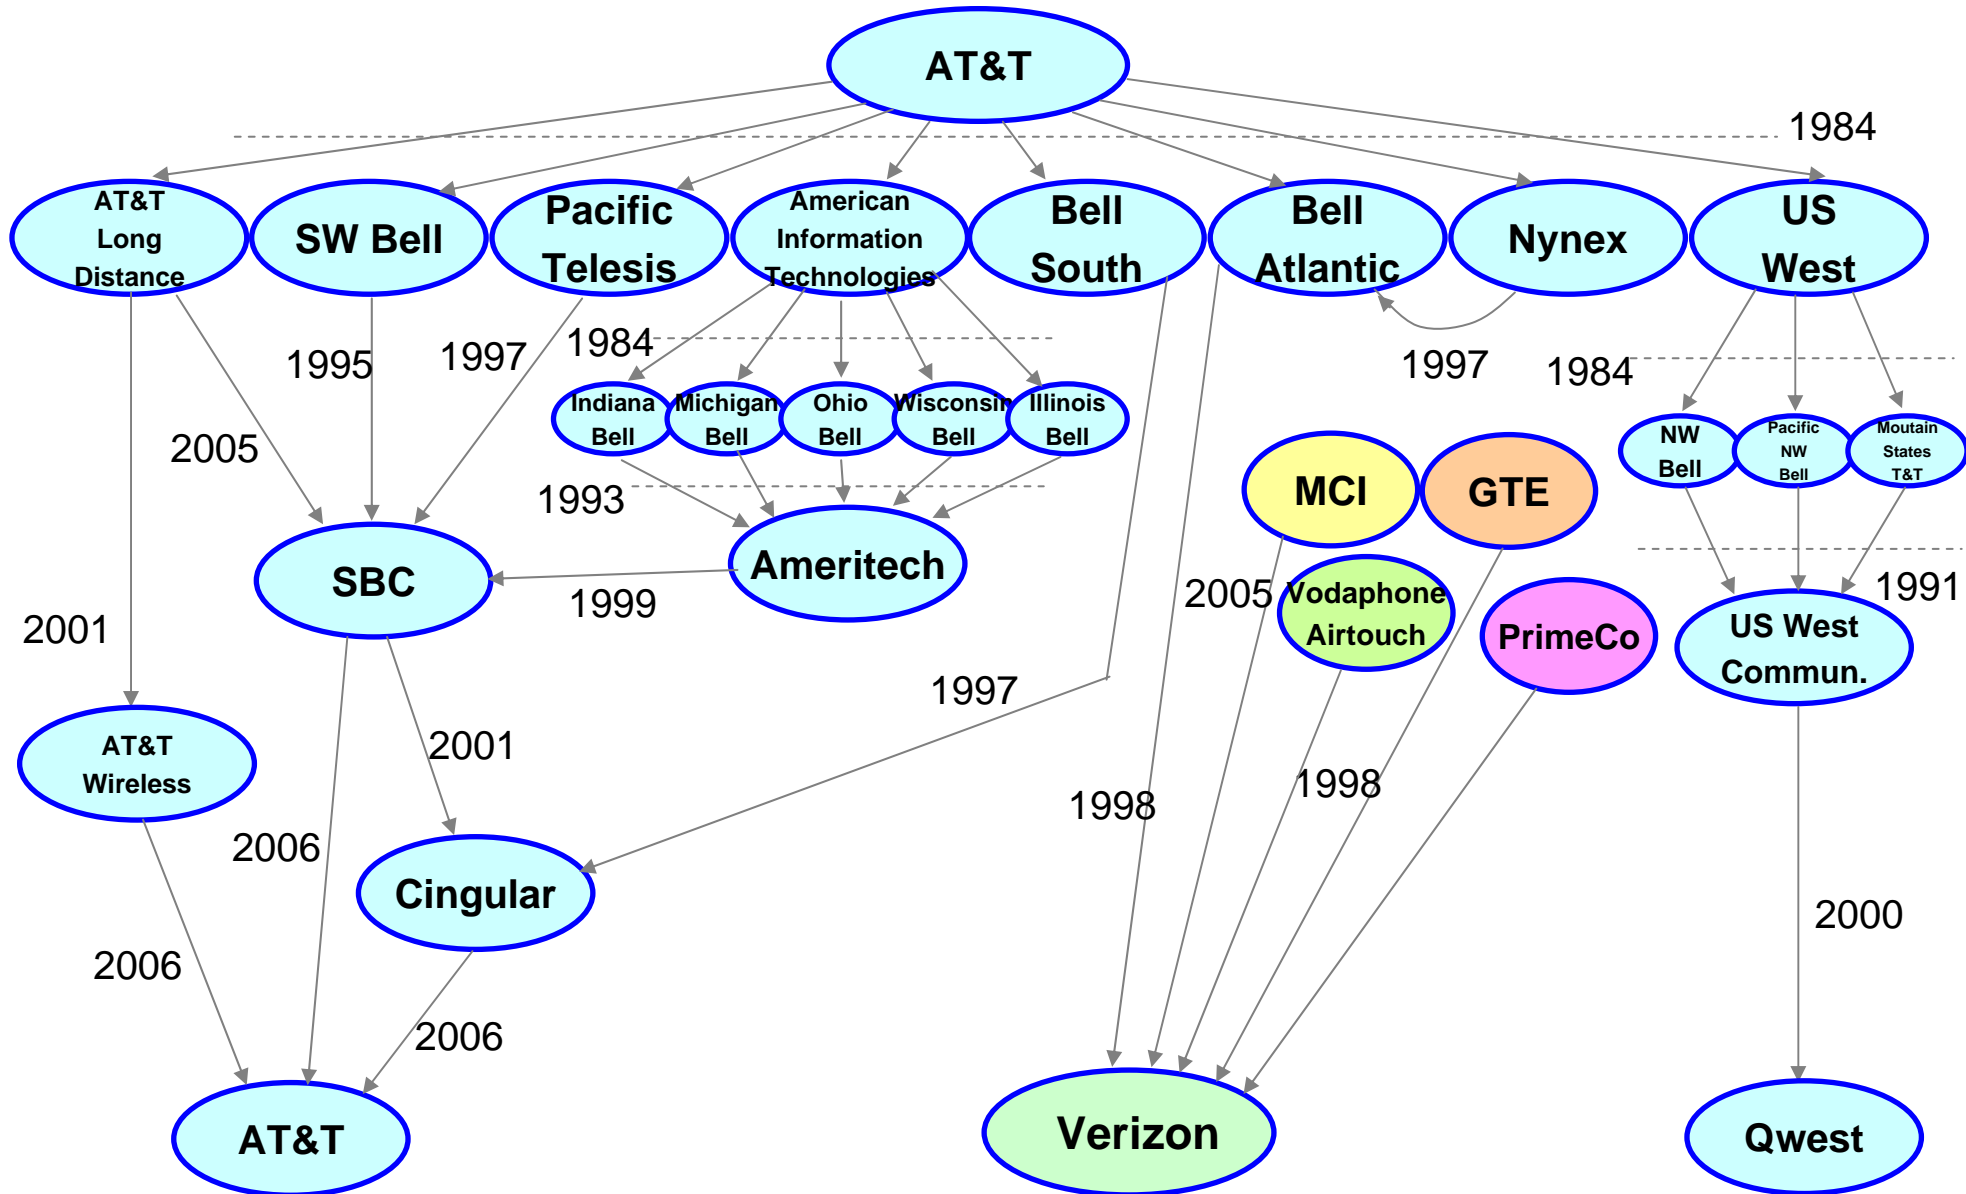 AT&T
1984
AT&T
Long
Distance
SW Bell
Pacific
Telesis
American
Information
Technologies
Bell
South
Bell
Atlantic
Nynex
US
West
1995
1997
1984
1997
1984
Indiana
Bell
Michigan
Bell
Ohio
Bell
Wisconsin
Bell
Illinois
Bell
NW
Bell
Pacific
NW
Bell
Moutain
States
T&T
2005
1993
MCI
GTE
SBC
Ameritech
1999
2005
Vodaphone
Airtouch
PrimeCo
1991
US West
Commun.
2001
1997
AT&T
Wireless
2001
1998
1998
2006
Cingular
2000
2006
2006
AT&T
Verizon
Qwest